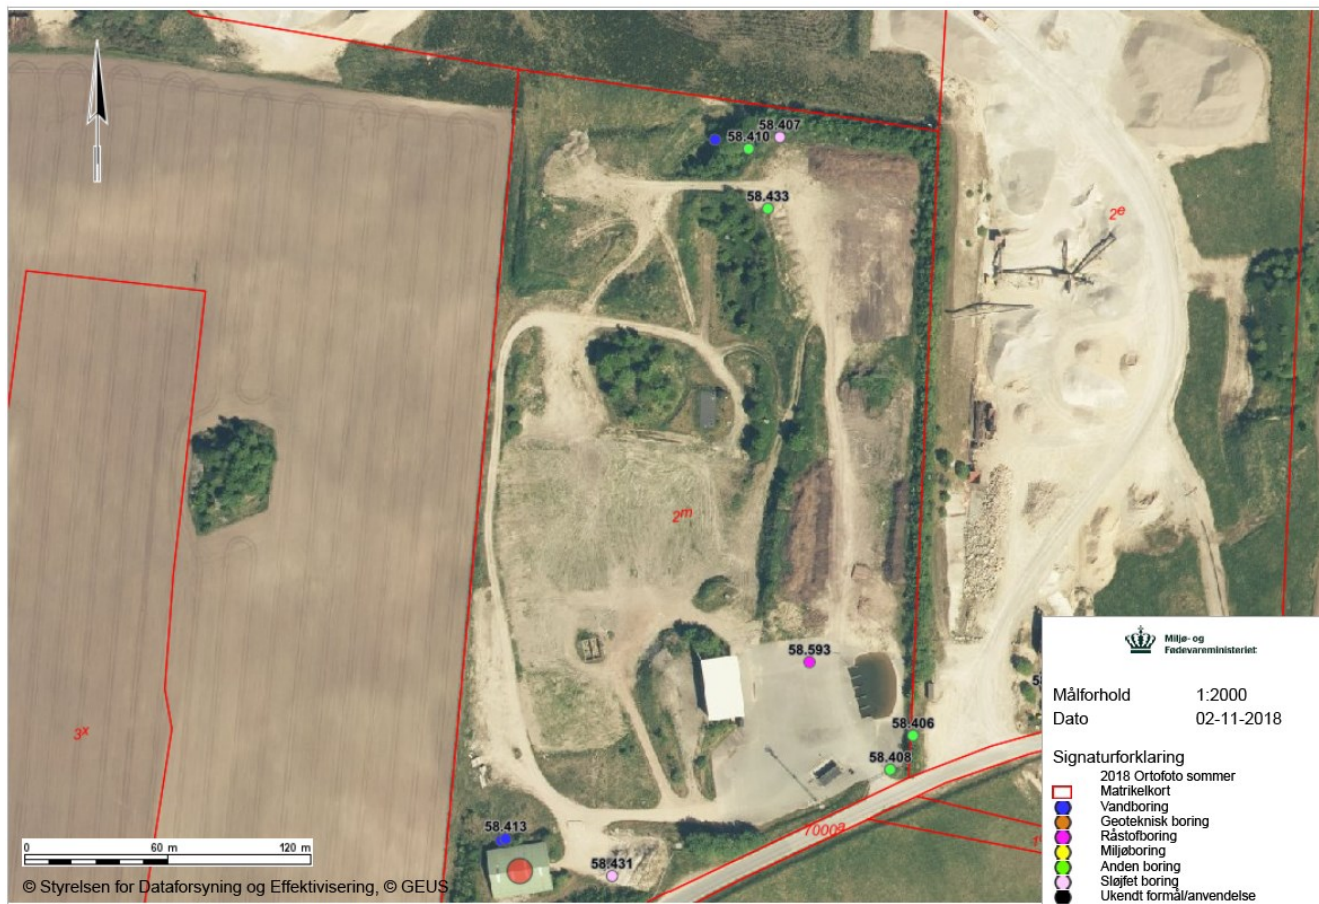 58.407
58.410
58.433
2e
2m
58.593
3x
58.406
58.408
7000a
58.413
58.431
0 60 m 120 m
© Styrelsen for Dataforsyning og Effektivisering, © GEUS
Miljø- og
Fødevareministeriet
Målforhold 1:2000
Dato 02-11-2018
Signaturforklaring
2018 Ortofoto sommer
Matrikelkort
Vandboring
Geoteknisk boring
Råstofboring
Miljøboring
Anden boring
Sløjfet boring
Ukendt formål/anvendelse